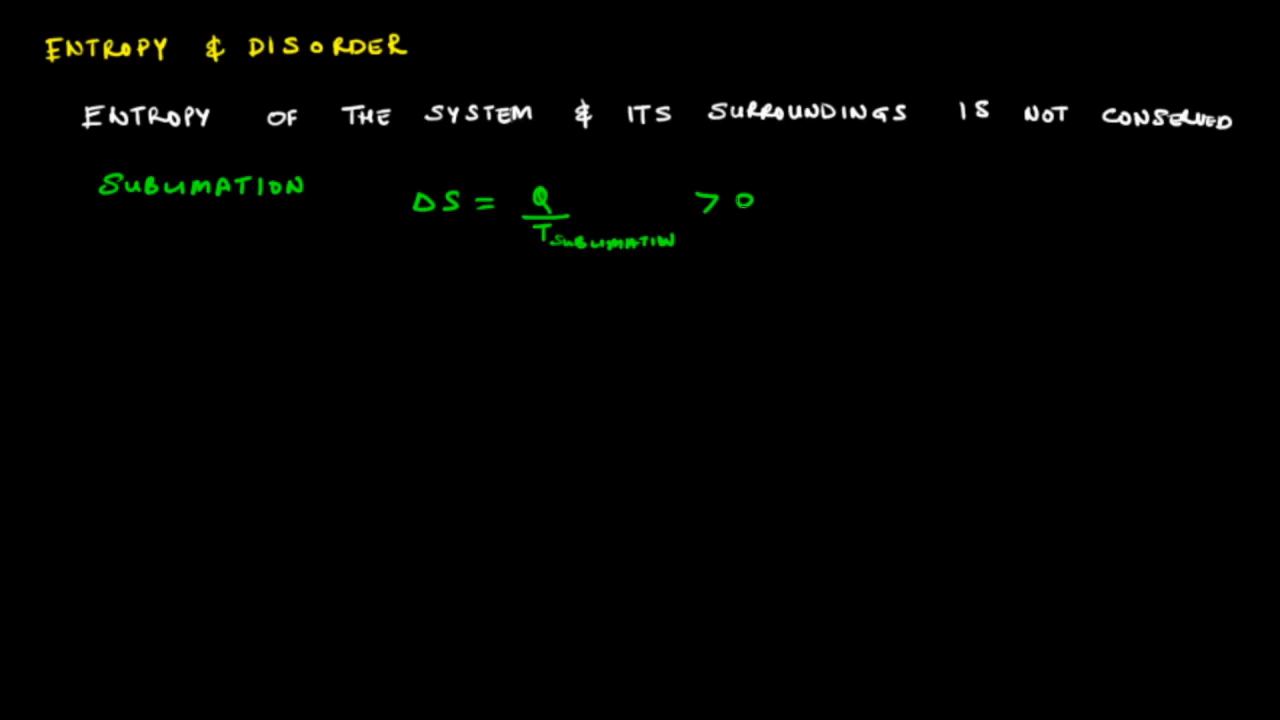 ENTROPY & DISORDER
ENTROPY OF THE SYSTEM & ITS SURROUNDINGS IS NOT CONSERVED
SUBLIMATION ΔS = Q / T SUBLIMATION > 0